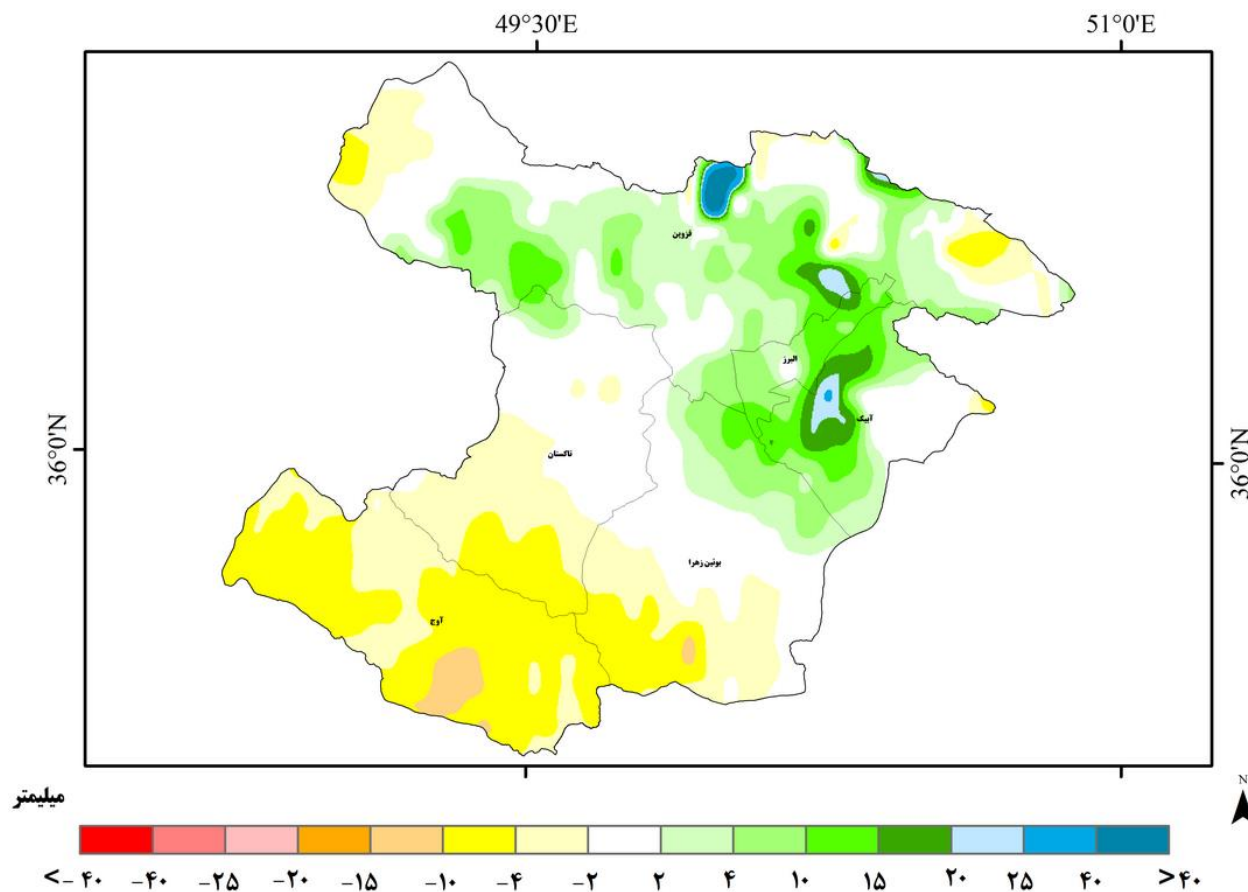 49°30'E 51°0'E
قزوین
البرز
36°0'N آبیک 36°0'N
تاکستان
بوئین زهرا
آوج
میلیمتر N
<-۴۰ -۴۰ -۲۵ -۲۰ -۱۵ -۱۰ -۴ -۲ ۲ ۴ ۱۰ ۱۵ ۲۰ ۲۵ ۴۰ >۴۰